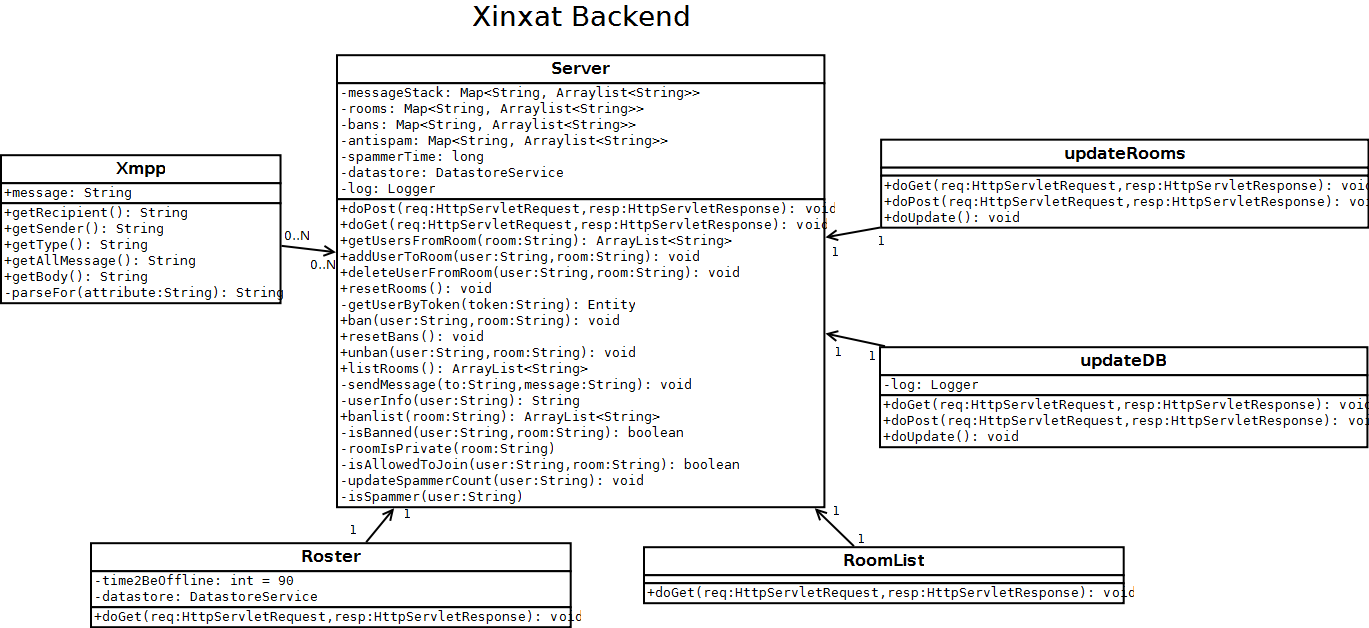 Xinxat Backend
Server
-messageStack: Map<String, Arraylist<String>>
-rooms: Map<String, Arraylist<String>>
-bans: Map<String, Arraylist<String>>
-antispam: Map<String, Arraylist<String>>
-spammerTime: long
-datastore: DatastoreService
-log: Logger
+doPost(req:HttpServletRequest,resp:HttpServletResponse): void
+doGet(req:HttpServletRequest,resp:HttpServletResponse): void
+getUsersFromRoom(room:String): ArrayList<String>
+addUserToRoom(user:String,room:String): void
+deleteUserFromRoom(user:String,room:String): void
+resetRooms(): void
-getUserByToken(token:String): Entity
+ban(user:String,room:String): void
+resetBans(): void
+unban(user:String,room:String): void
+listRooms(): ArrayList<String>
-sendMessage(to:String,message:String): void
-userInfo(user:String): String
+banlist(room:String): ArrayList<String>
-isBanned(user:String,room:String): boolean
-roomIsPrivate(room:String)
-isAllowedToJoin(user:String,room:String): boolean
-updateSpammerCount(user:String): void
-isSpammer(user:String)
Xmpp
+message: String
+getRecipient(): String
+getSender(): String
+getType(): String
+getAllMessage(): String
+getBody(): String
-parseFor(attribute:String): String
0..N
0..N
updateRooms
+doGet(req:HttpServletRequest,resp:HttpServletResponse): void
+doPost(req:HttpServletRequest,resp:HttpServletResponse): vo
+doUpdate(): void
1
1
updateDB
-log: Logger
+doGet(req:HttpServletRequest,resp:HttpServletResponse): void
+doPost(req:HttpServletRequest,resp:HttpServletResponse): vo
+doUpdate(): void
1
1
Roster
-time2BeOffline: int = 90
-datastore: DatastoreService
+doGet(req:HttpServletRequest,resp:HttpServletResponse): void
1
1
RoomList
+doGet(req:HttpServletRequest,resp:HttpServletResponse): void
1
1